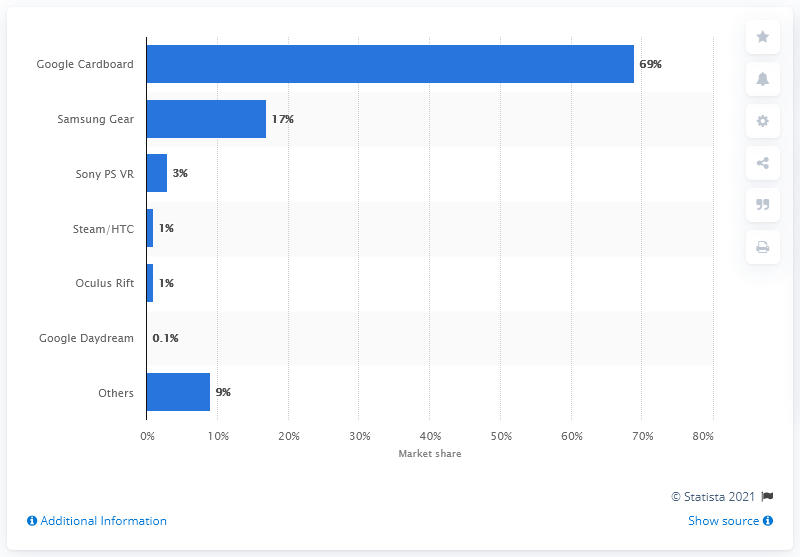 Google Cardboard 69%
Samsung Gear 17%
Sony PS VR 3%
Steam/HTC 1%
Oculus Rift 1%
Google Daydream 0.1%
Others 9%
0% 10% 20% 30% 40% 50% 60% 70% 80%
Market share
© Statista 2021
Additional Information Show source